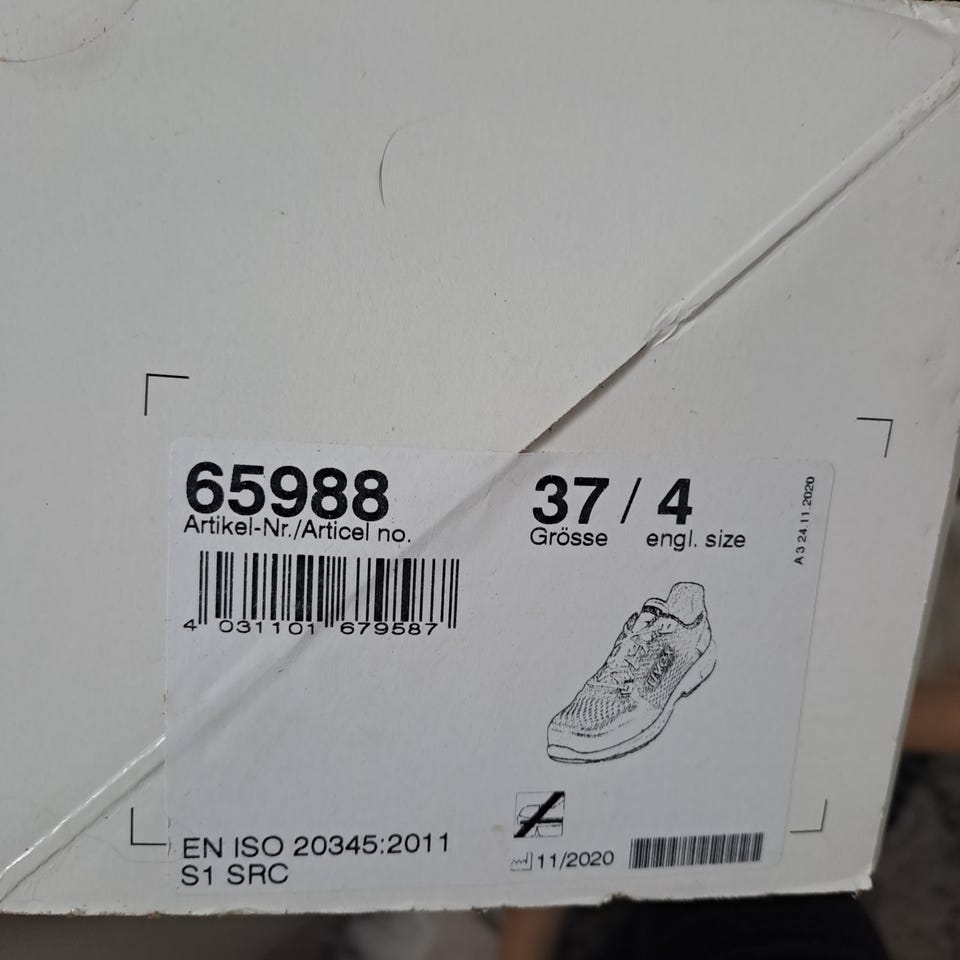 65988
Artikel-Nr./Articel no.
37 / 4
Grösse engl. size
A 3 24.11.2020
4 031101 679587
uvex
EN ISO 20345:2011
S1 SRC
11/2020